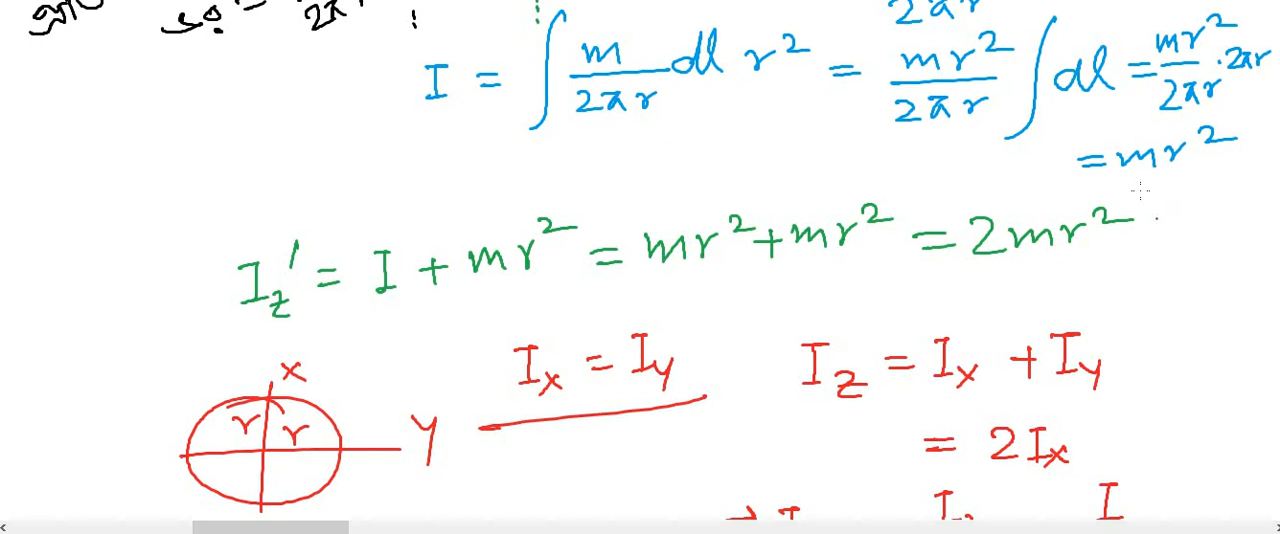 2πr
I = ∫ m/2πr dl r² = mr²/2πr ∫ dl = mr²/2πr · 2πr
= mr²
I_z' = I + mr² = mr² + mr² = 2mr²
I_x = I_y I_z = I_x + I_y
= 2I_x
x
r r y